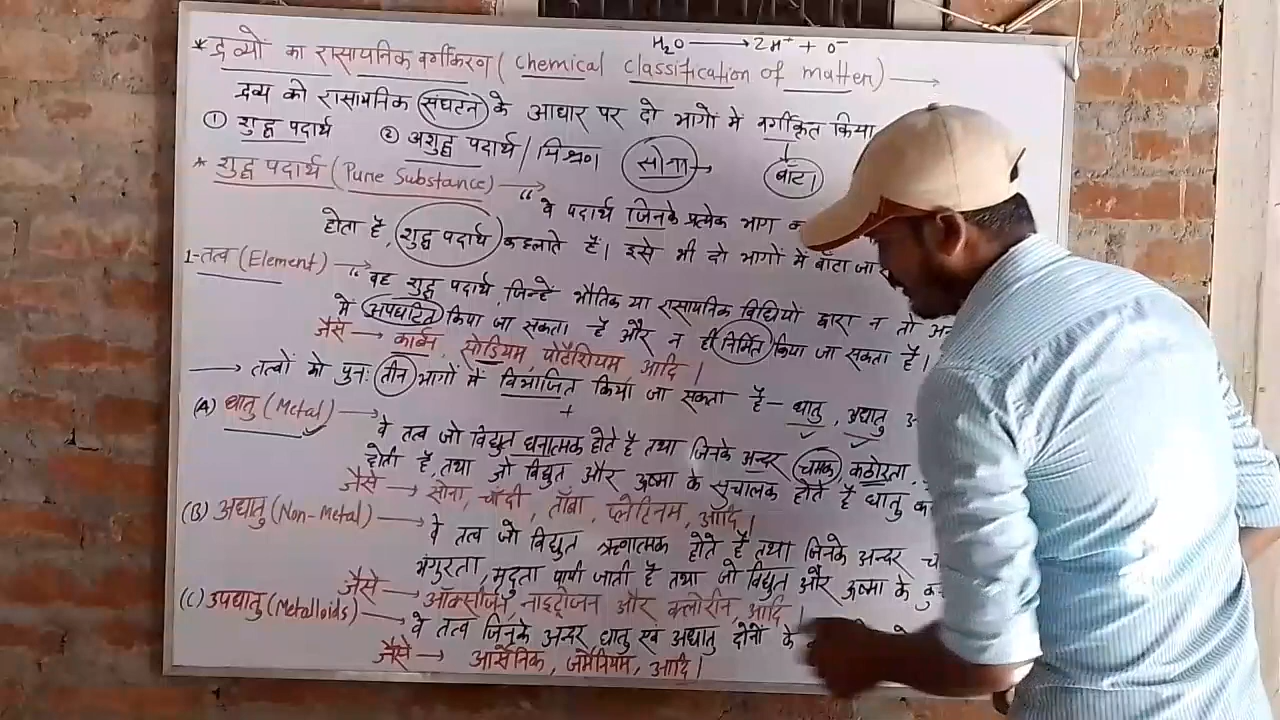 H₂O ⟶ 2H⁺ + O⁻
* द्रव्यों का रासायनिक वर्गीकरण ( Chemical Classification of matter) ⟶
द्रव्य को रासायनिक संघटन के आधार पर दो भागों में वर्गीकृत किया
① शुद्ध पदार्थ ② अशुद्ध पदार्थ / मिश्रण। सोना → बाँटा
* शुद्ध पदार्थ (Pure Substance) ⟶ “ वे पदार्थ जिनके प्रत्येक भाग
होता है, शुद्ध पदार्थ कहलाते हैं। इसे भी दो भागों में बाँटा जा
1-तत्व (Element) ⟶ “ वह शुद्ध पदार्थ, जिन्हें भौतिक या रासायनिक विधियों द्वारा न तो
में अपघटित किया जा सकता है और न ही निर्मित किया जा सकता है।
जैसे → कार्बन, सोडियम, पोटैशियम, आदि।
⟶ तत्वों को पुनः तीन भागों में विभाजित किया जा सकता है – धातु, अधातु
+
(A) धातु (Metal) ⟶ वे तत्व जो विद्युत धनात्मक होते है तथा जिनके अन्दर चमक, कठोरता,
होती है, तथा जो विद्युत और ऊष्मा के सुचालक होते है धातु
जैसे → सोना, चाँदी, ताँबा, प्लेटिनम, आदि।
(B) अधातु (Non-Metal) ⟶ वे तत्व जो विद्युत ऋणात्मक होते है तथा जिनके अन्दर
भंगुरता, मृदुता पायी जाती है तथा जो विद्युत और ऊष्मा के
जैसे ⟶ ऑक्सीजन, नाइट्रोजन और क्लोरीन, आदि।
(C) उपधातु (Metalloids) ⟶ वे तत्व जिनके अन्दर धातु एवं अधातु दोनों के
जैसे → आर्सेनिक, जर्मेनियम, आदि।